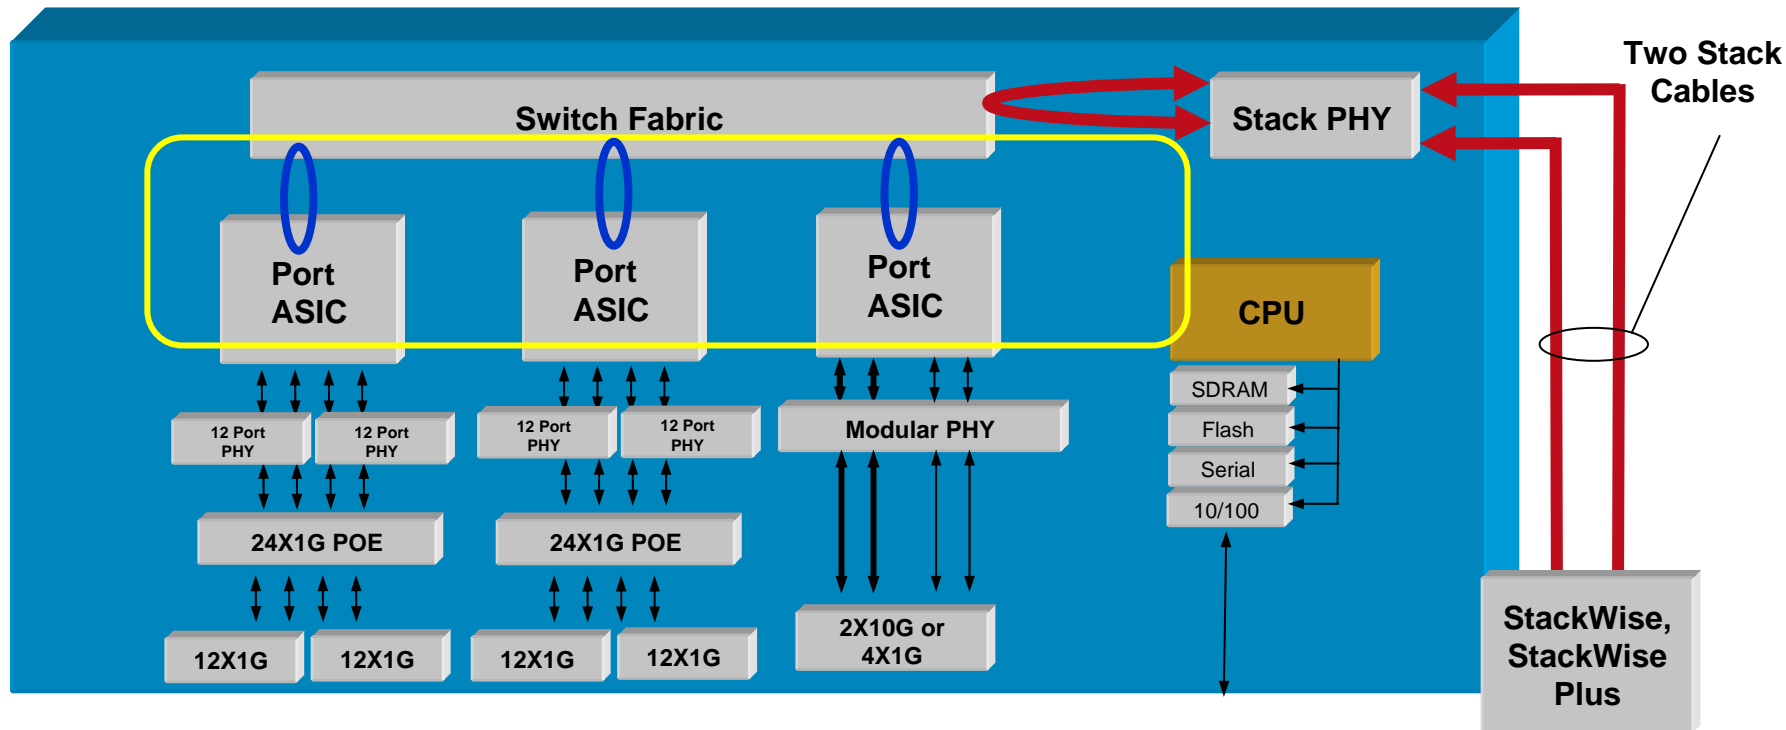 Two Stack
Cables
Switch Fabric
Stack PHY
Port
ASIC
Port
ASIC
Port
ASIC
CPU
SDRAM
Flash
Serial
10/100
12 Port
PHY
12 Port
PHY
12 Port
PHY
12 Port
PHY
Modular PHY
24X1G POE
24X1G POE
12X1G
12X1G
12X1G
12X1G
2X10G or
4X1G
StackWise,
StackWise
Plus